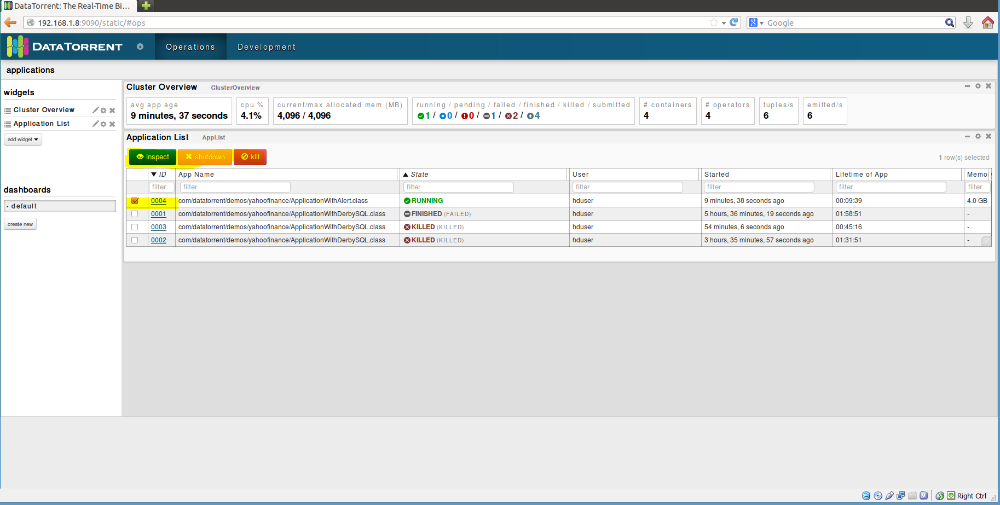 DataTorrent: The Real-Time Bi...
192.168.1.8:9090/static/#ops
Google
DATATORRENT
Operations
Development
applications
widgets
Cluster Overview
Application List
add widget
dashboards
default
create new
Cluster Overview ClusterOverview
avg app age
9 minutes, 37 seconds
cpu %
4.1%
current/max allocated mem (MB)
4,096 / 4,096
running / pending / failed / finished / killed / submitted
1 / 0 / 0 / 1 / 2 / 4
# containers
4
# operators
4
tuples/s
6
emitted/s
6
Application List AppList
inspect shutdown kill
1 row(s) selected
ID App Name State User Started Lifetime of App Memo
filter filter filter filter filter filter filter
0004 com/datatorrent/demos/yahoofinance/ApplicationWithAlert.class RUNNING hduser 9 minutes, 38 seconds ago 00:09:39 4.0 GB
0001 com/datatorrent/demos/yahoofinance/ApplicationWithDerbySQL.class FINISHED (FAILED) hduser 5 hours, 36 minutes, 19 seconds ago 01:58:51 -
0003 com/datatorrent/demos/yahoofinance/ApplicationWithDerbySQL.class KILLED (KILLED) hduser 54 minutes, 6 seconds ago 00:45:16 -
0002 com/datatorrent/demos/yahoofinance/ApplicationWithDerbySQL.class KILLED (KILLED) hduser 3 hours, 35 minutes, 57 seconds ago 01:31:51 -
Right Ctrl